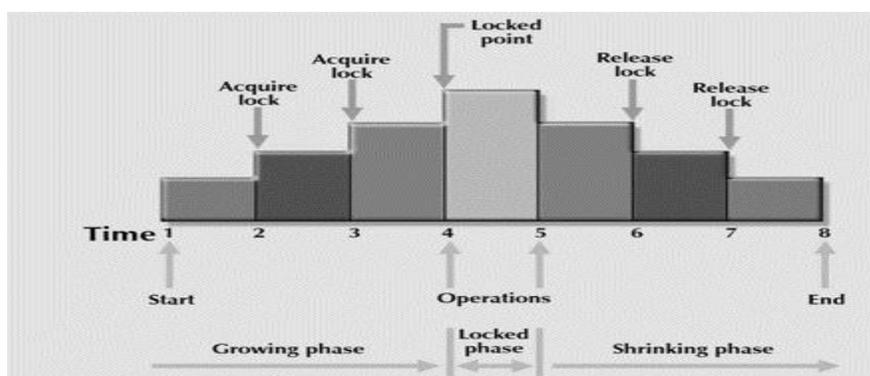 Locked
point
Acquire
lock
Acquire
lock
Release
lock
Release
lock
Time 1 2 3 4 5 6 7 8
Start
Operations
End
Growing phase
Locked
phase
Shrinking phase